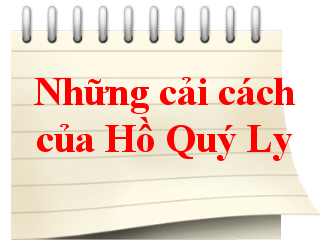 Những cải cách
của Hồ Quý Ly